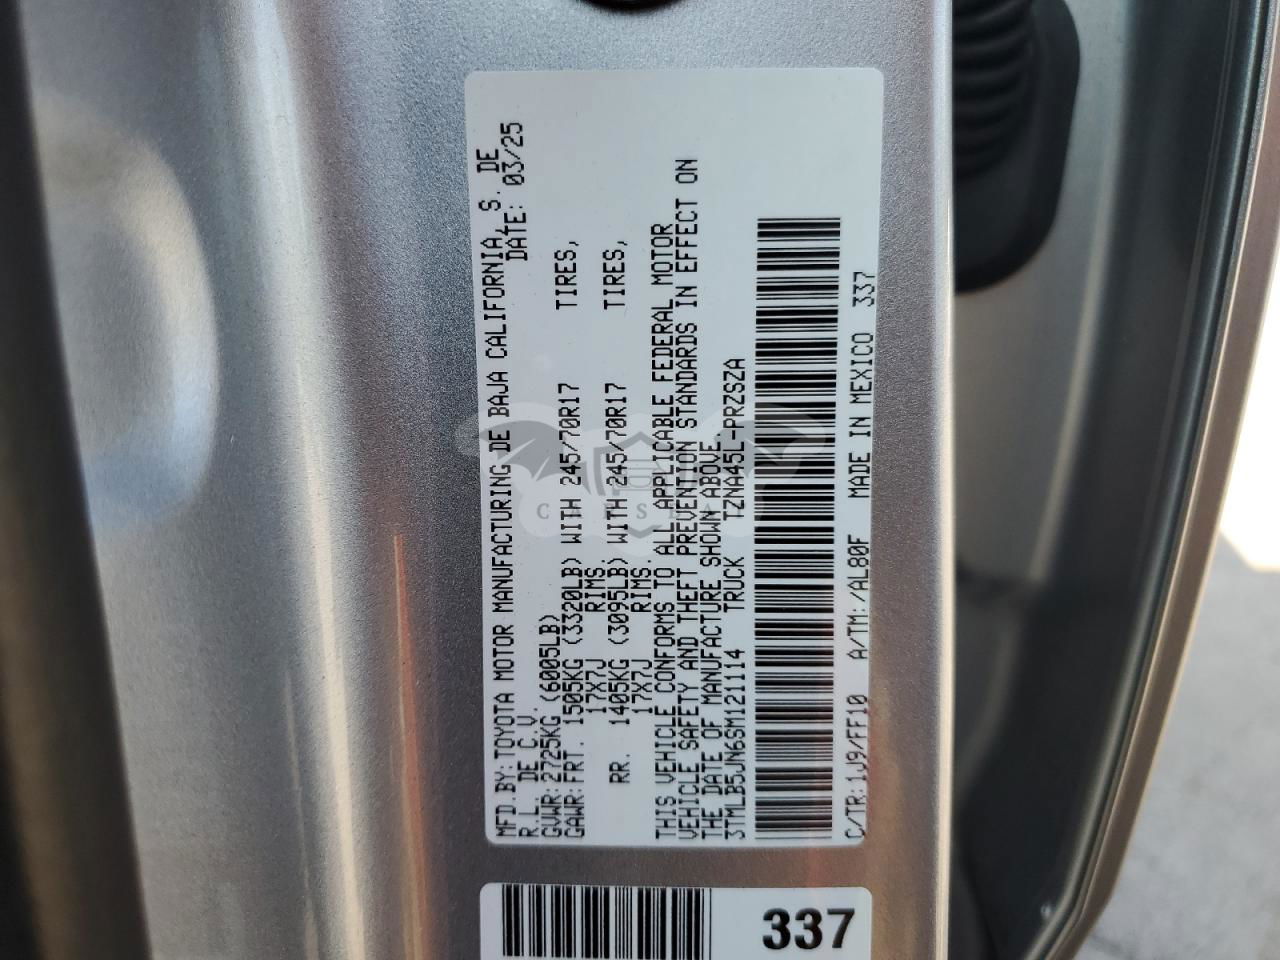 MFD.BY:TOYOTA MOTOR MANUFACTURING DE BAJA CALIFORNIA, S. DE
R.L. DE C.V. DATE: 03/25
GVWR:2725KG (6005LB)
GAWR:FRT. 1505KG (3320LB) WITH 245/70R17 TIRES,
17X7J RIMS
RR. 1405KG (3095LB) WITH 245/70R17 TIRES,
17X7J RIMS.
THIS VEHICLE CONFORMS TO ALL APPLICABLE FEDERAL MOTOR
VEHICLE SAFETY AND THEFT PREVENTION STANDARDS IN EFFECT ON
THE DATE OF MANUFACTURE SHOWN ABOVE.
3TMLB5JN6SM121114 TRUCK TZNA45L-PRZSZA
C/TR:1J9/FF10 A/TM:/AL80F MADE IN MEXICO 337
337